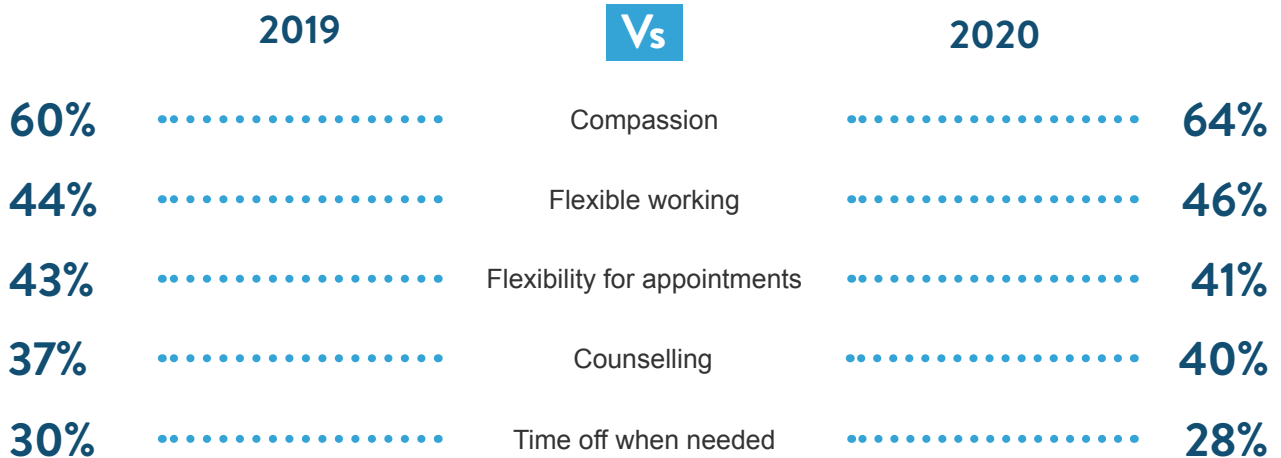 2019 Vs 2020
60% Compassion 64%
44% Flexible working 46%
43% Flexibility for appointments 41%
37% Counselling 40%
30% Time off when needed 28%